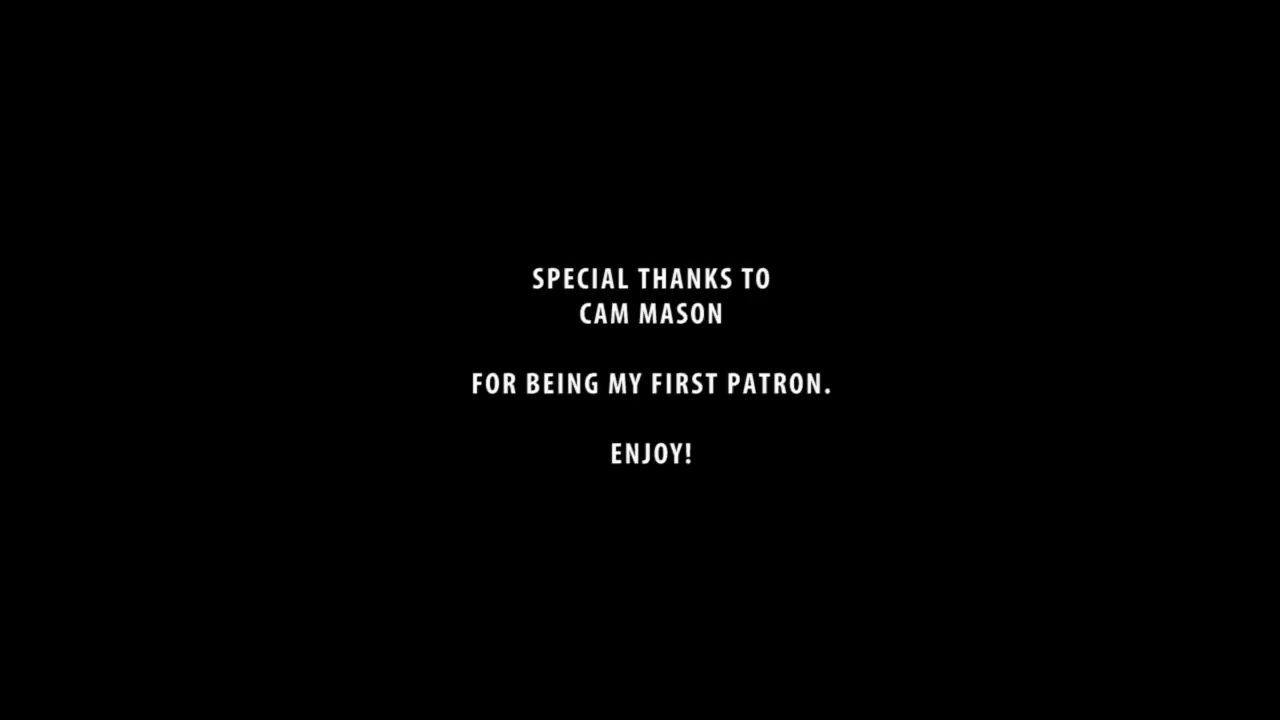 SPECIAL THANKS TO
CAM MASON
FOR BEING MY FIRST PATRON.
ENJOY!